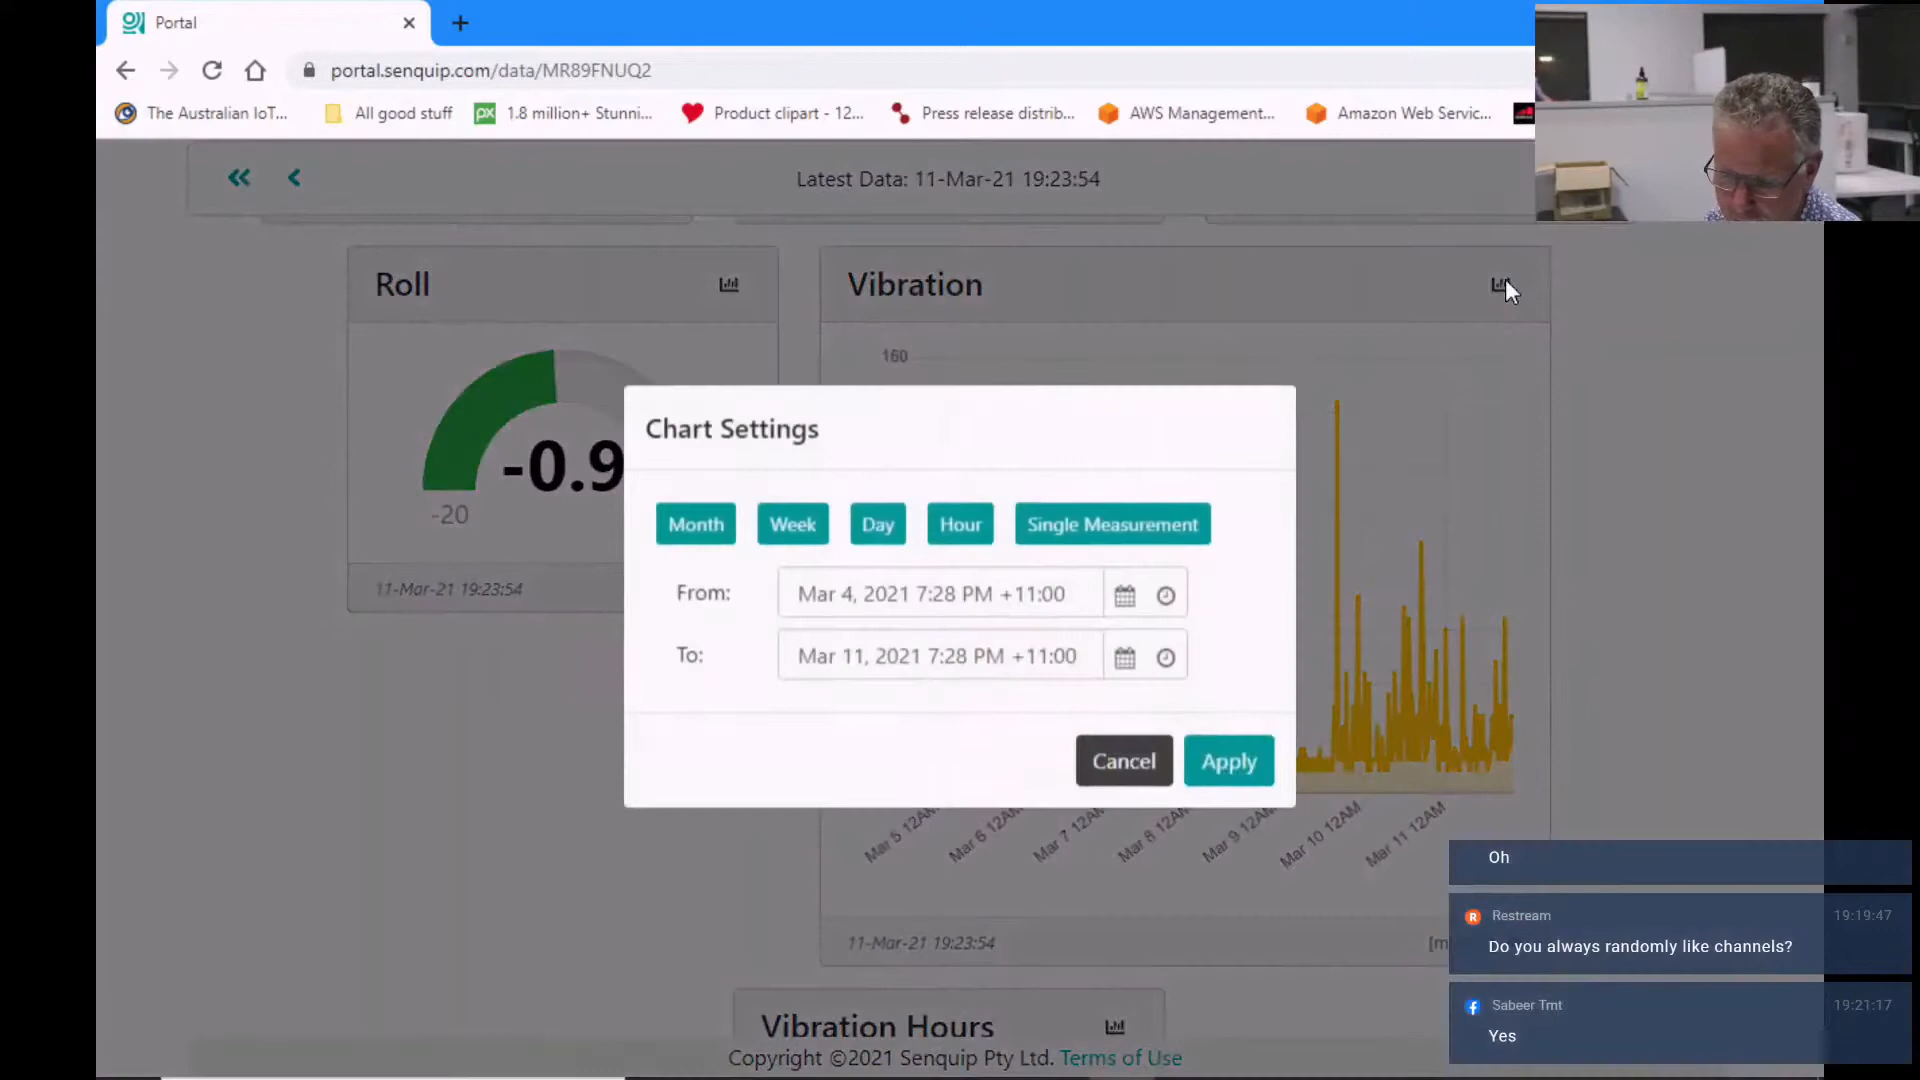 Portal
portal.senquip.com/data/MR89FNUQ2
The Australian IoT...
All good stuff
1.8 million+ Stunni...
Product clipart - 12...
Press release distrib...
AWS Management...
Amazon Web Servic...
Latest Data: 11-Mar-21 19:23:54
Roll
Vibration
160
-0.9
-20
11-Mar-21 19:23:54
Chart Settings
Month Week Day Hour Single Measurement
From: Mar 4, 2021 7:28 PM +11:00
To: Mar 11, 2021 7:28 PM +11:00
Cancel Apply
Mar 5 12AM Mar 6 12AM Mar 7 12AM Mar 8 12AM Mar 9 12AM Mar 10 12AM Mar 11 12AM
11-Mar-21 19:23:54
[m
Vibration Hours
Copyright ©2021 Senquip Pty Ltd. Terms of Use
Oh
Restream 19:19:47
Do you always randomly like channels?
Sabeer Tmt 19:21:17
Yes